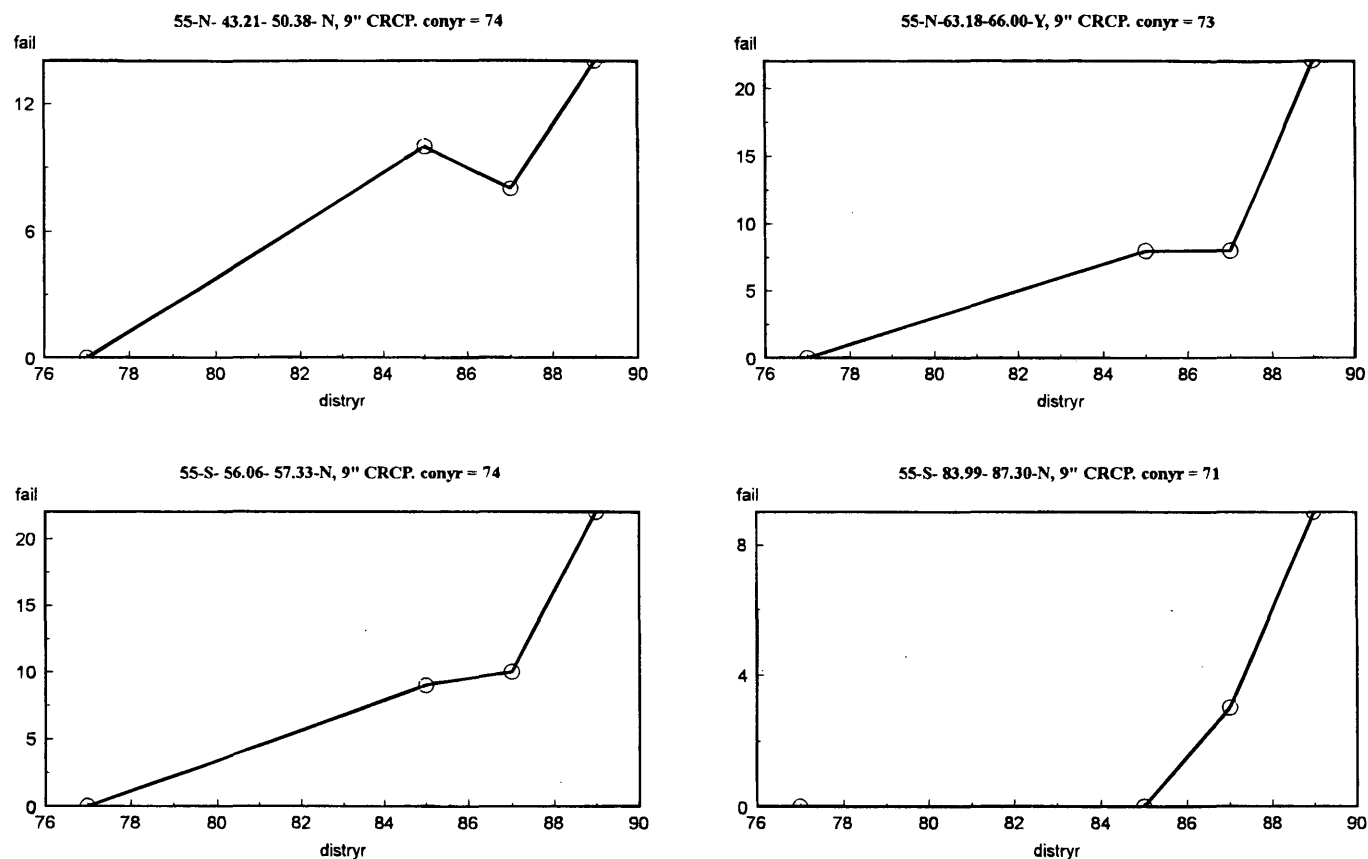 55-N- 43.21- 50.38- N, 9" CRCP. conyr = 74
fail
12
6
0
76 78 80 82 84 86 88 90
distryr
55-N-63.18-66.00-Y, 9" CRCP. conyr = 73
fail
20
15
10
5
0
76 78 80 82 84 86 88 90
distryr
55-S- 56.06- 57.33-N, 9" CRCP. conyr = 74
fail
20
15
10
5
0
76 78 80 82 84 86 88 90
distryr
55-S- 83.99- 87.30-N, 9" CRCP. conyr = 71
fail
8
4
0
76 78 80 82 84 86 88 90
distryr